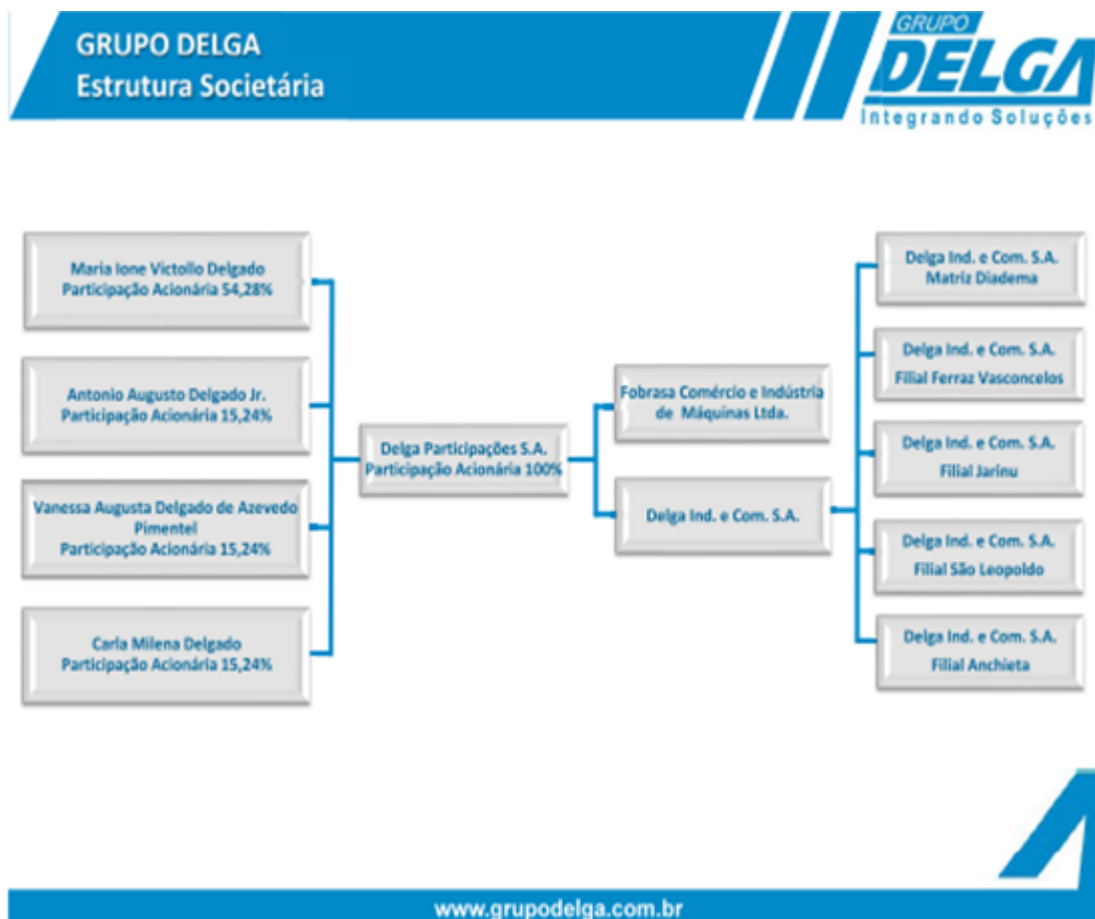 GRUPO DELGA
Estrutura Societária
GRUPO
DELGA
Integrando Soluções
Maria Ione Victollo Delgado
Participação Acionária 54,28%
Antonio Augusto Delgado Jr.
Participação Acionária 15,24%
Vanessa Augusta Delgado de Azevedo
Pimentel
Participação Acionária 15,24%
Carla Milena Delgado
Participação Acionária 15,24%
Delga Participações S.A.
Participação Acionária 100%
Fobrasa Comércio e Indústria
de Máquinas Ltda.
Delga Ind. e Com. S.A.
Delga Ind. e Com. S.A.
Matriz Diadema
Delga Ind. e Com. S.A.
Filial Ferraz Vasconcelos
Delga Ind. e Com. S.A.
Filial Jarinu
Delga Ind. e Com. S.A.
Filial São Leopoldo
Delga Ind. e Com. S.A.
Filial Anchieta
www.grupodelga.com.br